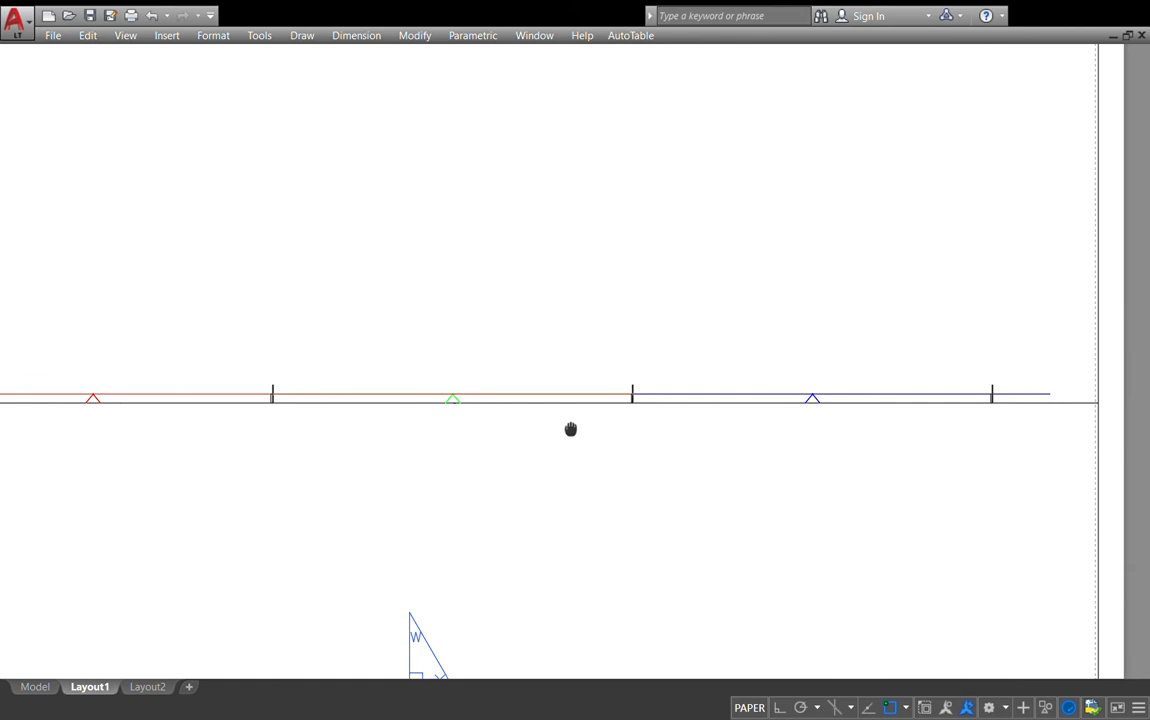 Type a keyword or phrase Sign In
LT File Edit View Insert Format Tools Draw Dimension Modify Parametric Window Help AutoTable
W
Model Layout1 Layout2
PAPER